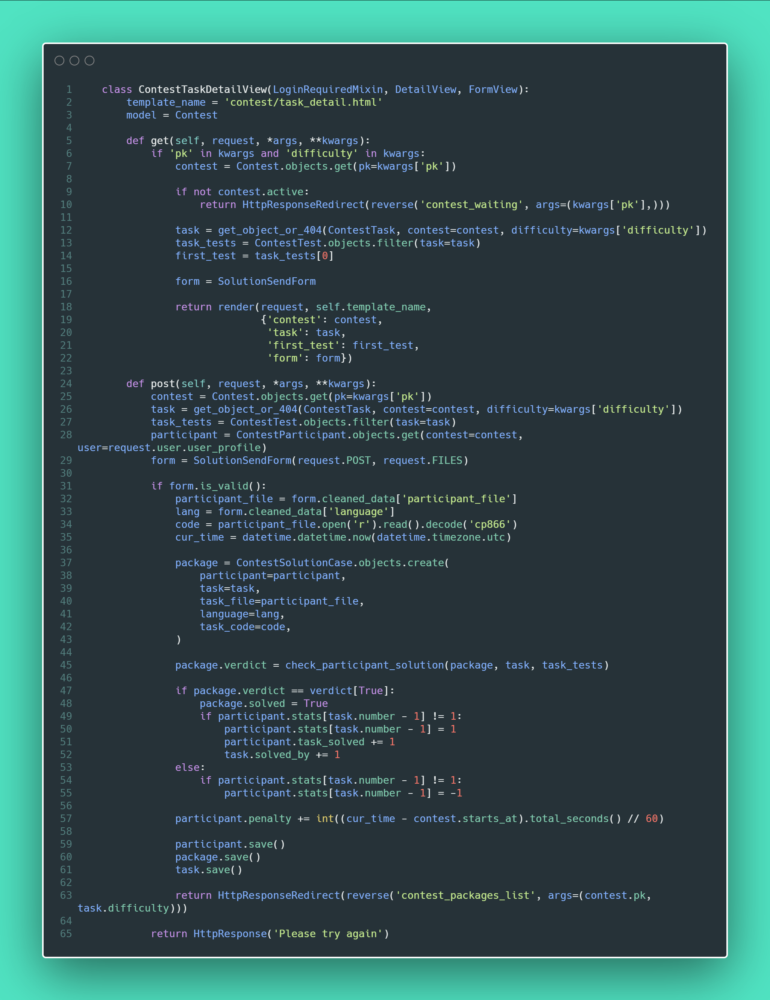 1    class ContestTaskDetailView(LoginRequiredMixin, DetailView, FormView):
2        template_name = 'contest/task_detail.html'
3        model = Contest
4
5        def get(self, request, *args, **kwargs):
6            if 'pk' in kwargs and 'difficulty' in kwargs:
7                contest = Contest.objects.get(pk=kwargs['pk'])
8
9                if not contest.active:
10                    return HttpResponseRedirect(reverse('contest_waiting', args=(kwargs['pk'],)))
11
12                task = get_object_or_404(ContestTask, contest=contest, difficulty=kwargs['difficulty'])
13                task_tests = ContestTest.objects.filter(task=task)
14                first_test = task_tests[0]
15
16                form = SolutionSendForm
17
18                return render(request, self.template_name,
19                              {'contest': contest,
20                               'task': task,
21                               'first_test': first_test,
22                               'form': form})
23
24        def post(self, request, *args, **kwargs):
25            contest = Contest.objects.get(pk=kwargs['pk'])
26            task = get_object_or_404(ContestTask, contest=contest, difficulty=kwargs['difficulty'])
27            task_tests = ContestTest.objects.filter(task=task)
28            participant = ContestParticipant.objects.get(contest=contest,
user=request.user.user_profile)
29            form = SolutionSendForm(request.POST, request.FILES)
30
31            if form.is_valid():
32                participant_file = form.cleaned_data['participant_file']
33                lang = form.cleaned_data['language']
34                code = participant_file.open('r').read().decode('cp866')
35                cur_time = datetime.datetime.now(datetime.timezone.utc)
36
37                package = ContestSolutionCase.objects.create(
38                    participant=participant,
39                    task=task,
40                    task_file=participant_file,
41                    language=lang,
42                    task_code=code,
43                )
44
45                package.verdict = check_participant_solution(package, task, task_tests)
46
47                if package.verdict == verdict[True]:
48                    package.solved = True
49                    if participant.stats[task.number - 1] != 1:
50                        participant.stats[task.number - 1] = 1
51                        participant.task_solved += 1
52                        task.solved_by += 1
53                else:
54                    if participant.stats[task.number - 1] != 1:
55                        participant.stats[task.number - 1] = -1
56
57                participant.penalty += int((cur_time - contest.starts_at).total_seconds() // 60)
58
59                participant.save()
60                package.save()
61                task.save()
62
63                return HttpResponseRedirect(reverse('contest_packages_list', args=(contest.pk,
task.difficulty)))
64
65            return HttpResponse('Please try again')